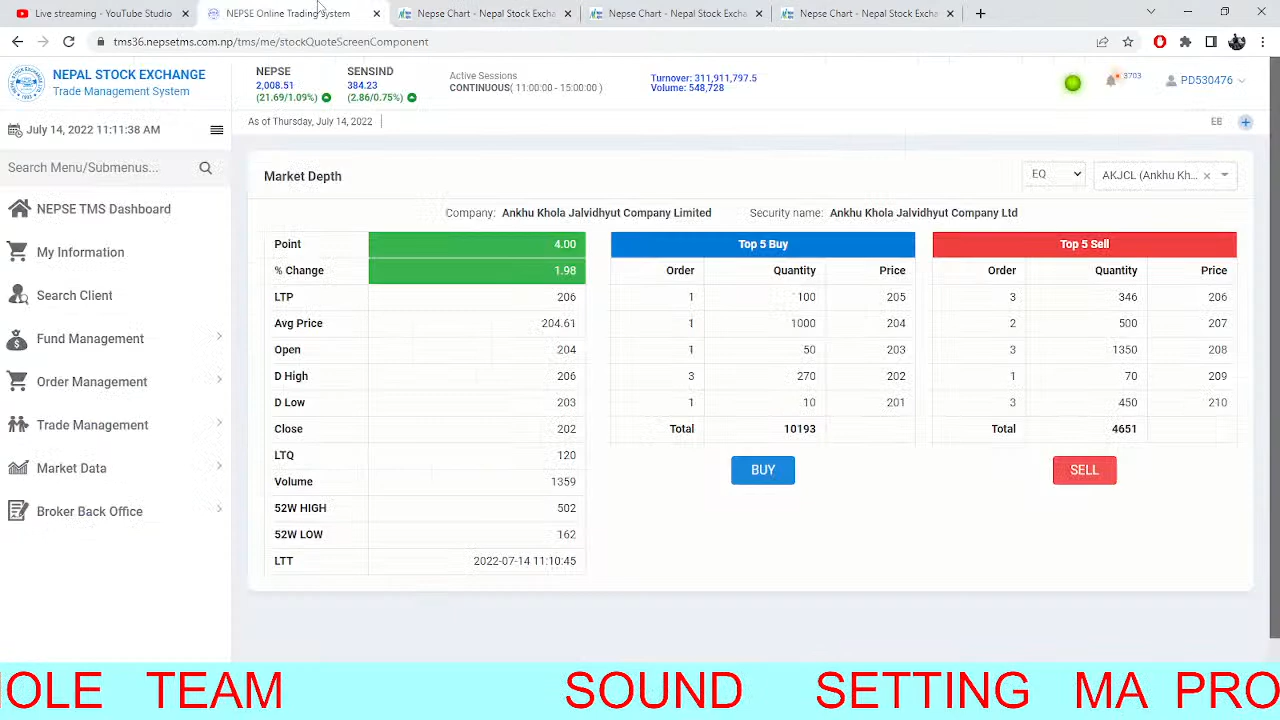 Live streaming - YouTube Studio
NEPSE Online Trading System
Nepse Chart - Nepal Stock Excha
Nepse Chart - Nepal Stock Excha
Nepse Chart - Nepal Stock Excha
tms36.nepsetms.com.np/tms/me/stockQuoteScreenComponent
NEPAL STOCK EXCHANGE
Trade Management System
NEPSE
2,008.51
(21.69/1.09%)
SENSIND
384.23
(2.86/0.75%)
Active Sessions
CONTINUOUS( 11:00:00 - 15:00:00 )
Turnover: 311,911,797.5
Volume: 548,728
3703
PD530476
July 14, 2022 11:11:38 AM
As of Thursday, July 14, 2022
Search Menu/Submenus...
NEPSE TMS Dashboard
My Information
Search Client
Fund Management
Order Management
Trade Management
Market Data
Broker Back Office
Market Depth
EQ
AKJCL (Ankhu Kh...
Company: Ankhu Khola Jalvidhyut Company Limited
Security name: Ankhu Khola Jalvidhyut Company Ltd
Point 4.00
% Change 1.98
LTP 206
Avg Price 204.61
Open 204
D High 206
D Low 203
Close 202
LTQ 120
Volume 1359
52W HIGH 502
52W LOW 162
LTT 2022-07-14 11:10:45
Top 5 Buy
Order Quantity Price
1 100 205
1 1000 204
1 50 203
3 270 202
1 10 201
Total 10193
BUY
Top 5 Sell
Order Quantity Price
3 346 206
2 500 207
3 1350 208
1 70 209
3 450 210
Total 4651
SELL
OLE TEAM SOUND SETTING MA PRO